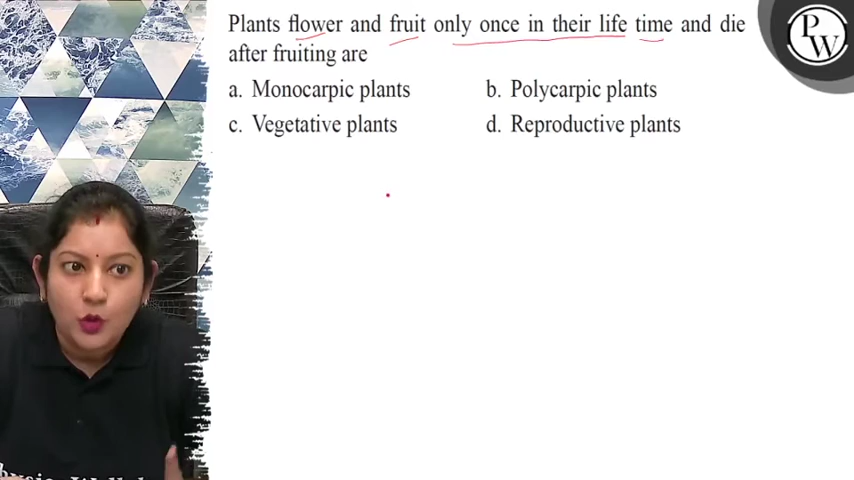 Plants flower and fruit only once in their life time and die
after fruiting are
a. Monocarpic plants
b. Polycarpic plants
c. Vegetative plants
d. Reproductive plants
PW